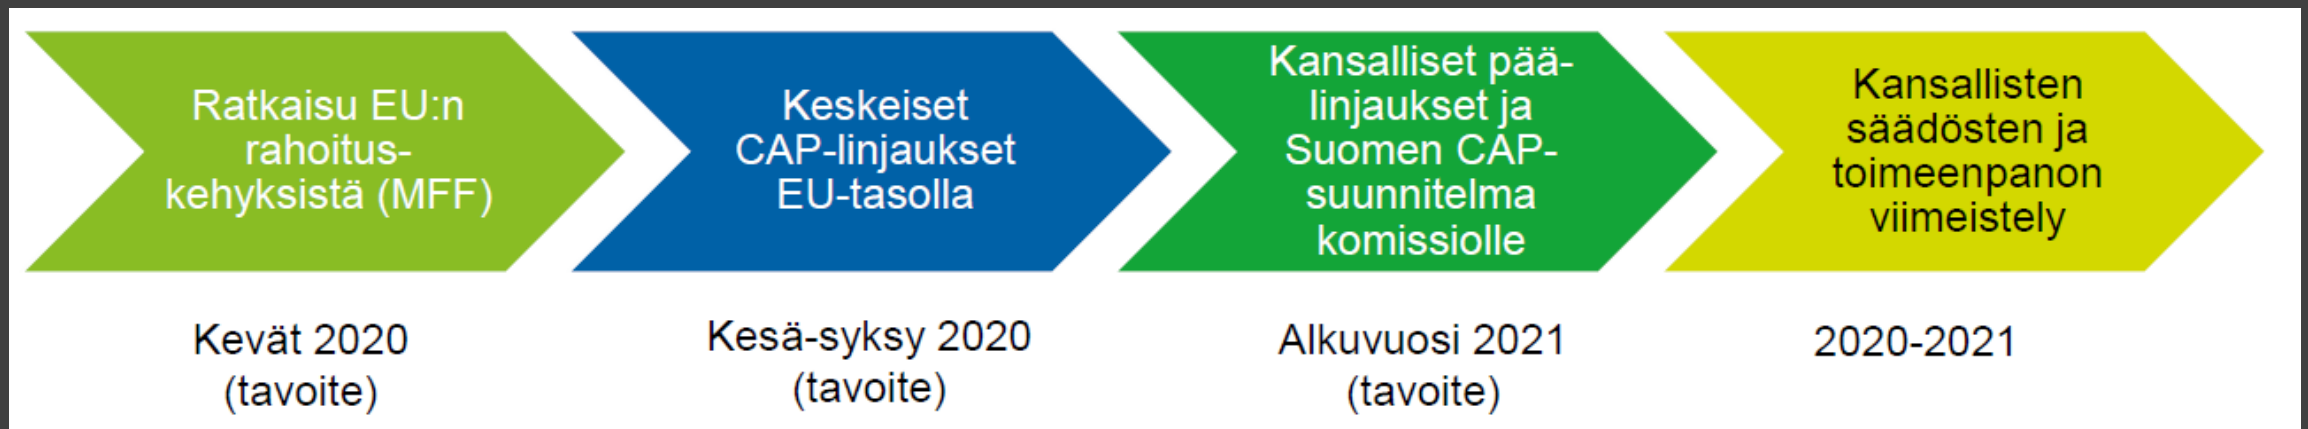 Ratkaisu EU:n
rahoitus-
kehyksistä (MFF)
Kevät 2020
(tavoite)
Keskeiset
CAP-linjaukset
EU-tasolla
Kesä-syksy 2020
(tavoite)
Kansalliset pää-
linjaukset ja
Suomen CAP-
suunnitelma
komissiolle
Alkuvuosi 2021
(tavoite)
Kansallisten
säädösten ja
toimeenpanon
viimeistely
2020-2021